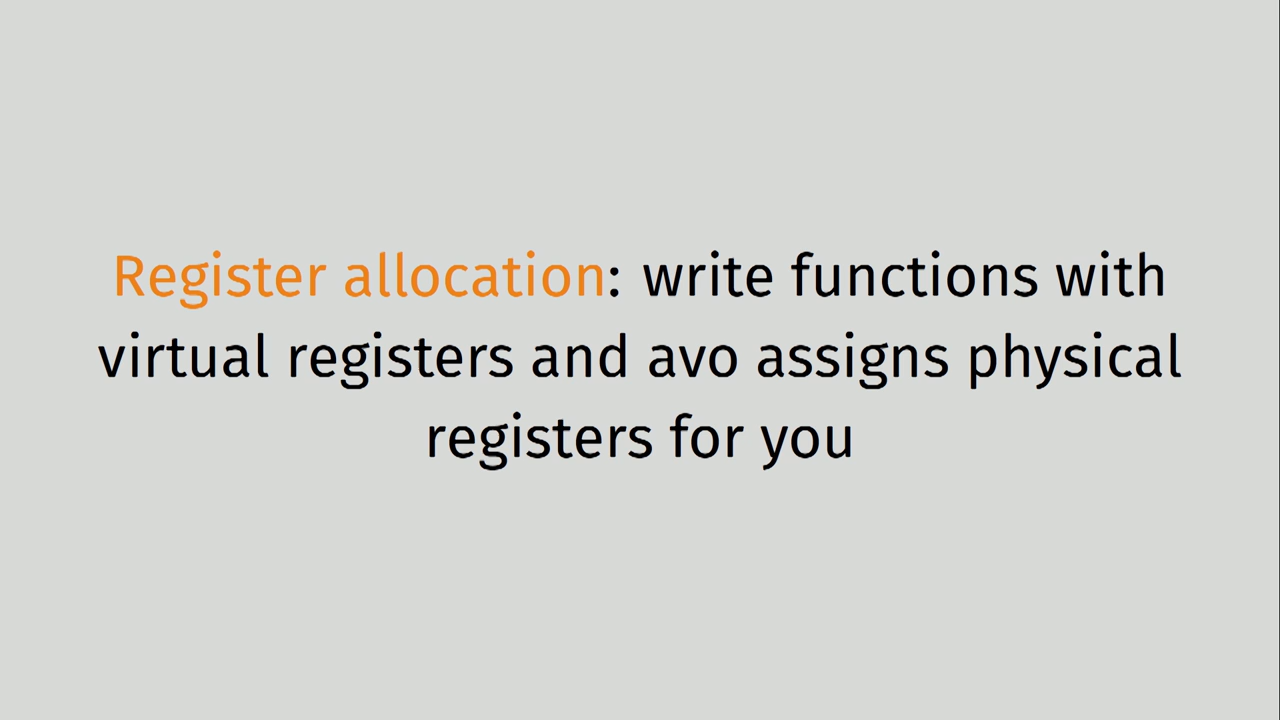 Register allocation: write functions with
virtual registers and avo assigns physical
registers for you